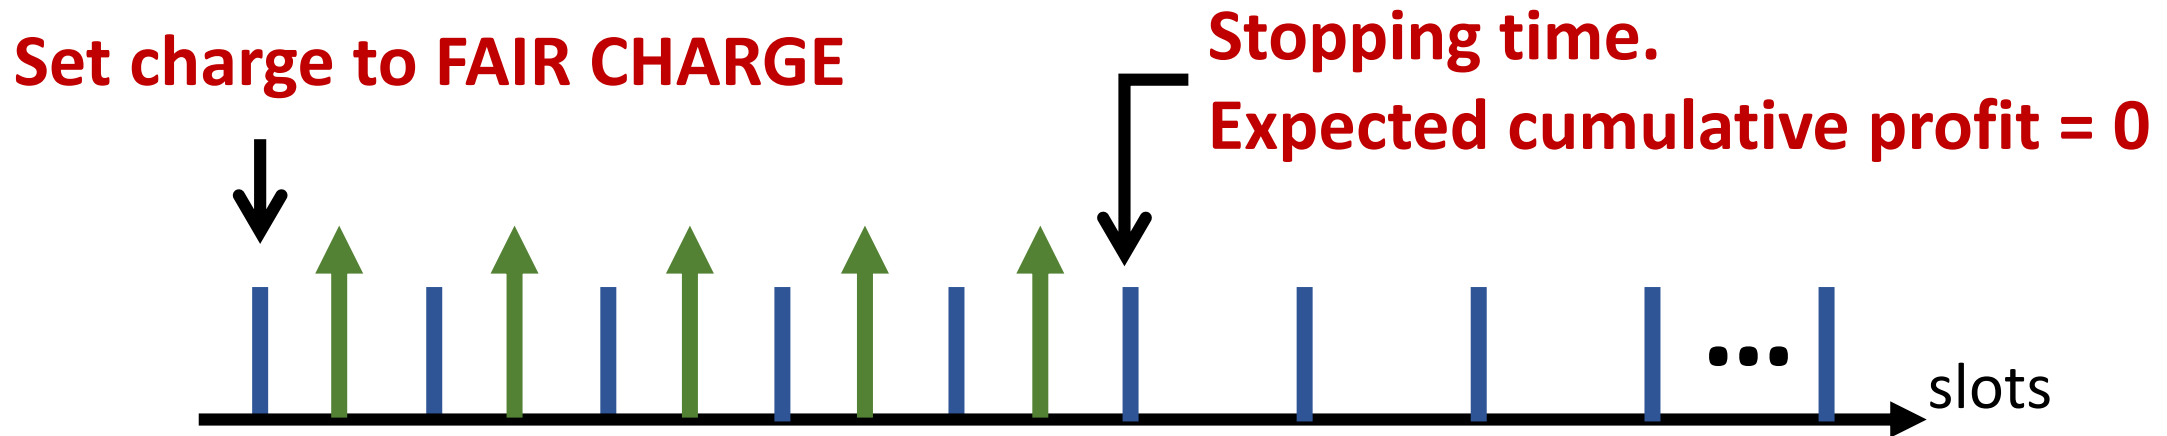 Set charge to FAIR CHARGE
Stopping time.
Expected cumulative profit = 0
...
slots